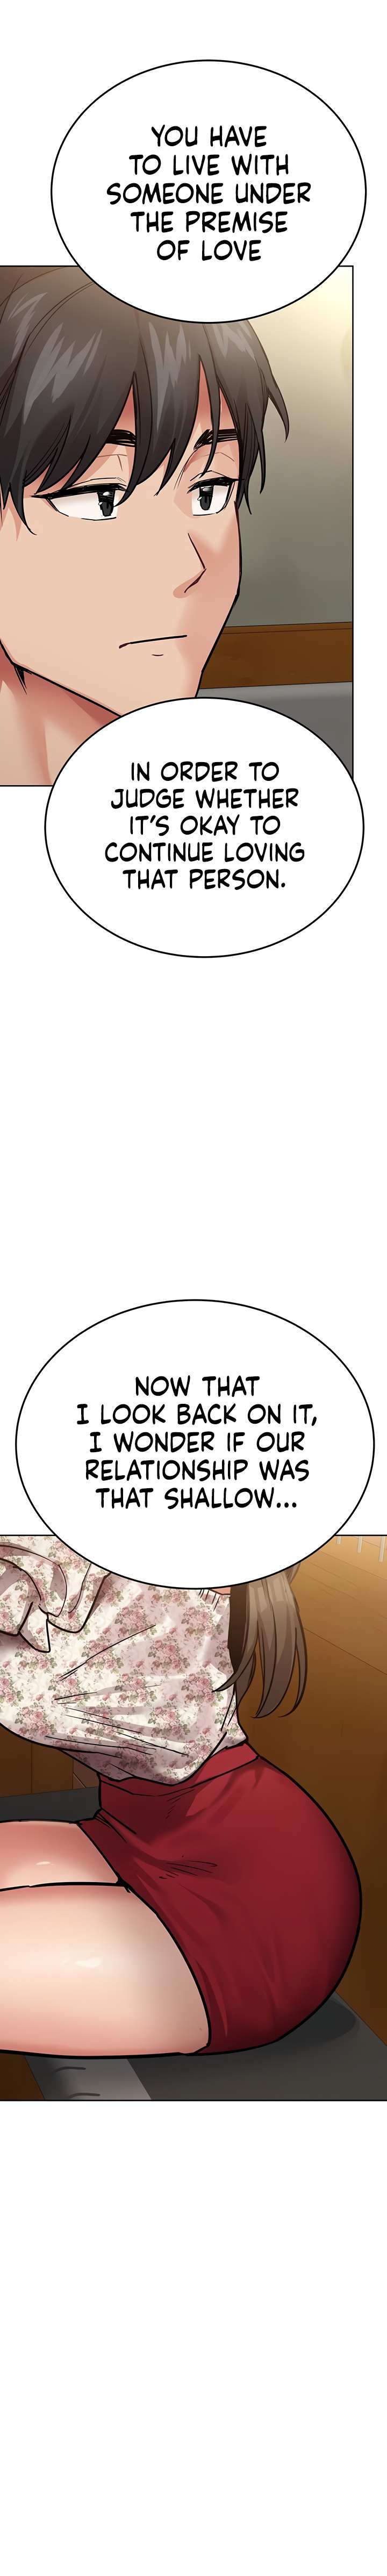 YOU HAVE
TO LIVE WITH
SOMEONE UNDER
THE PREMISE
OF LOVE
IN ORDER TO
JUDGE WHETHER
IT'S OKAY TO
CONTINUE LOVING
THAT PERSON.
NOW THAT
I LOOK BACK ON IT,
I WONDER IF OUR
RELATIONSHIP WAS
THAT SHALLOW...